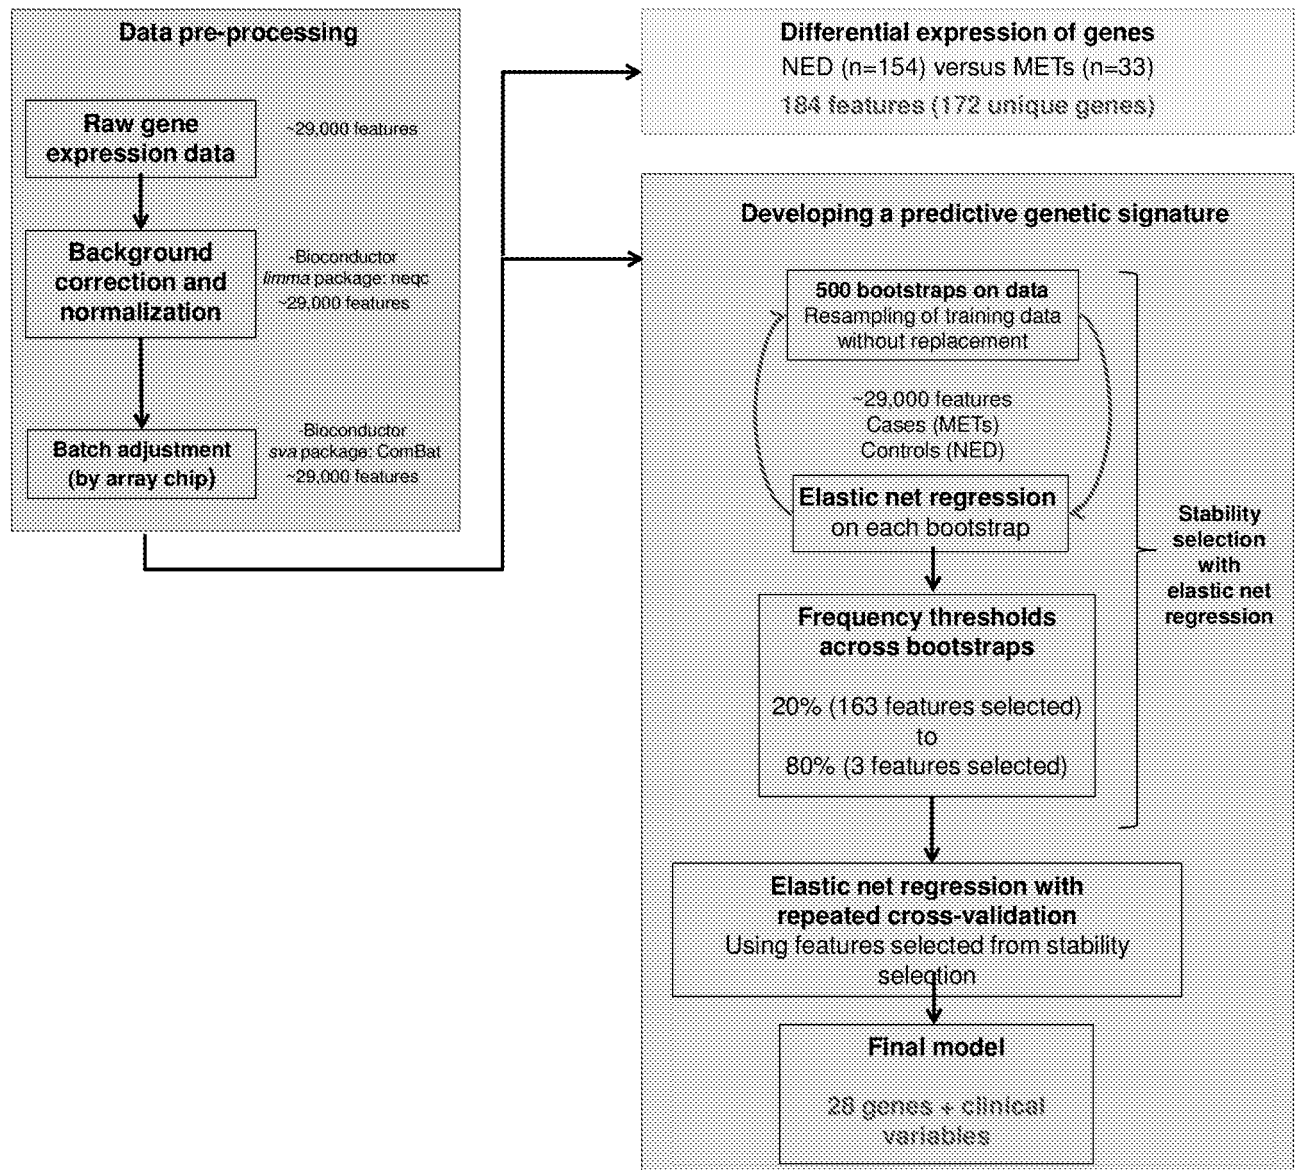 Data pre-processing
Raw gene
expression data
~29,000 features
Background
correction and
normalization
-Bioconductor
limma package: neqc
~29,000 features
Batch adjustment
(by array chip)
-Bioconductor
sva package: ComBat
~29,000 features
Differential expression of genes
NED (n=154) versus METs (n=33)
184 features (172 unique genes)
Developing a predictive genetic signature
500 bootstraps on data
Resampling of training data
without replacement
~29,000 features
Cases (METs)
Controls (NED)
Elastic net regression
on each bootstrap
Frequency thresholds
across bootstraps
20% (163 features selected)
to
80% (3 features selected)
Stability
selection
with
elastic net
regression
Elastic net regression with
repeated cross-validation
Using features selected from stability
selection
Final model
28 genes + clinical
variables